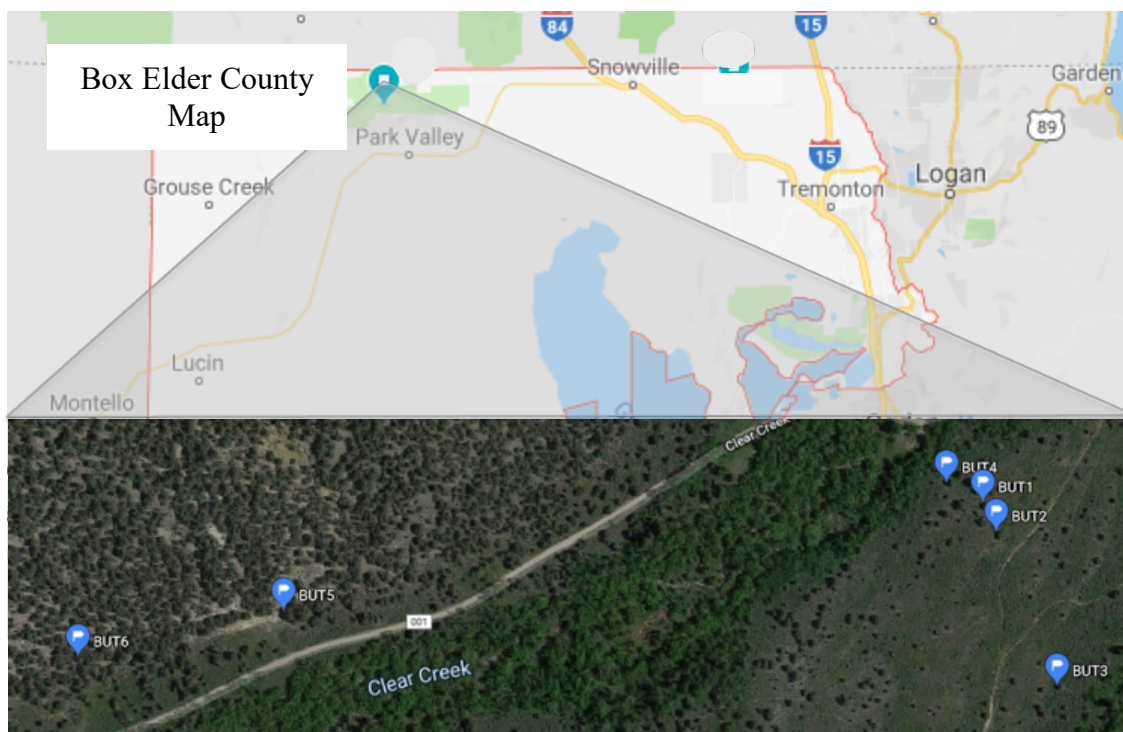 Box Elder County
Map
84
15
Snowville
Garden
89
Park Valley
15
Logan
Tremonton
Grouse Creek
Lucin
Montello
Clear Creek
BUT4
BUT1
BUT2
BUT5
001
BUT6
Clear Creek
BUT3